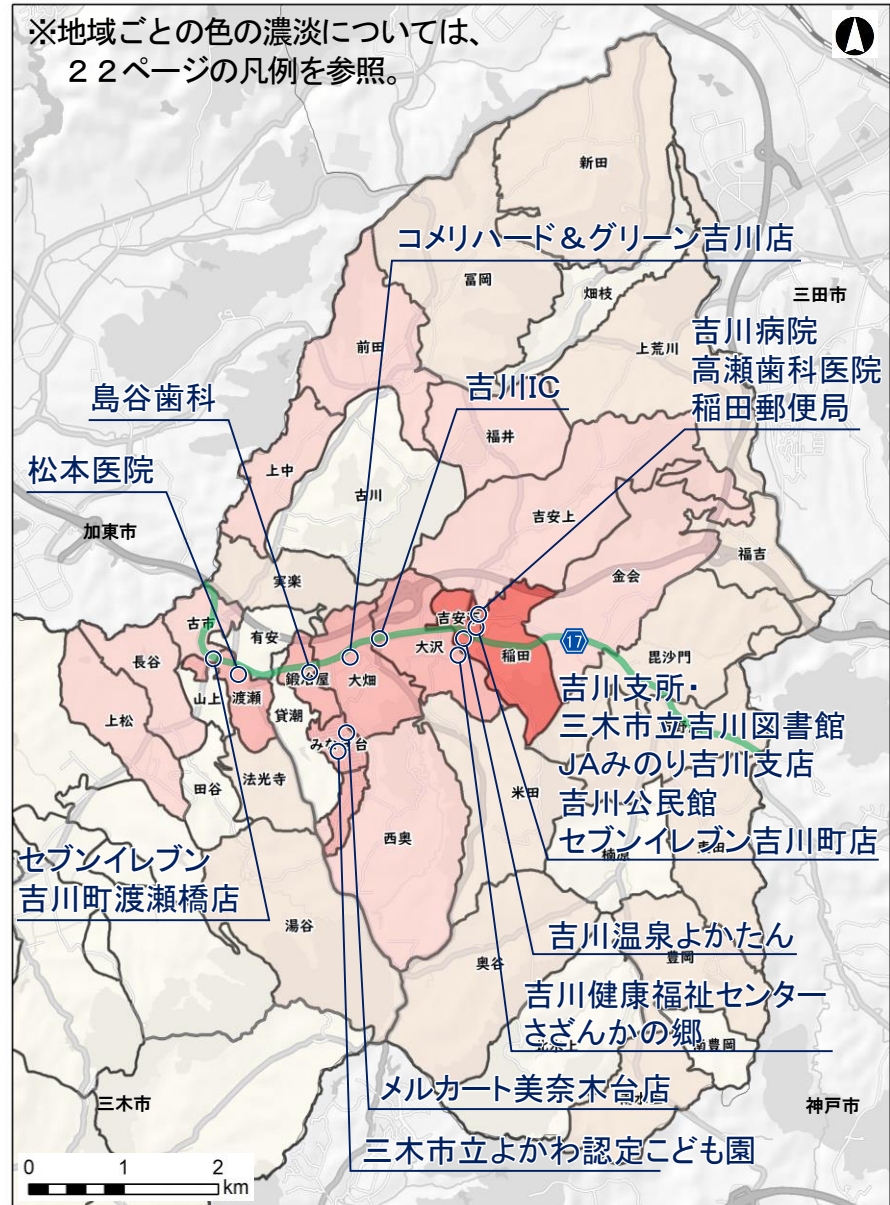 ※地域ごとの色の濃淡については、
２２ページの凡例を参照。
新田
コメリハード＆グリーン吉川店
冨岡
畑枝
三田市
吉川病院
高瀬歯科医院
稲田郵便局
上荒川
前田
島谷歯科
吉川IC
福井
松本医院
上中
古川
吉安上
加東市
福吉
実楽
金会
古市
有安
吉安
大沢
稲田
17
毘沙門
長谷
鍛冶屋
大畑
山上
渡瀬
貸潮
上松
吉川支所・
三木市立吉川図書館
JAみのり吉川支店
吉川公民館
セブンイレブン吉川町店
みな
台
田谷
法光寺
米田
西奥
セブンイレブン
吉川町渡瀬橋店
湯谷
吉川温泉よかたん
奥谷
豊岡
吉川健康福祉センター
さざんかの郷
南豊岡
メルカート美奈木台店
三木市
神戸市
三木市立よかわ認定こども園
0 1 2
km